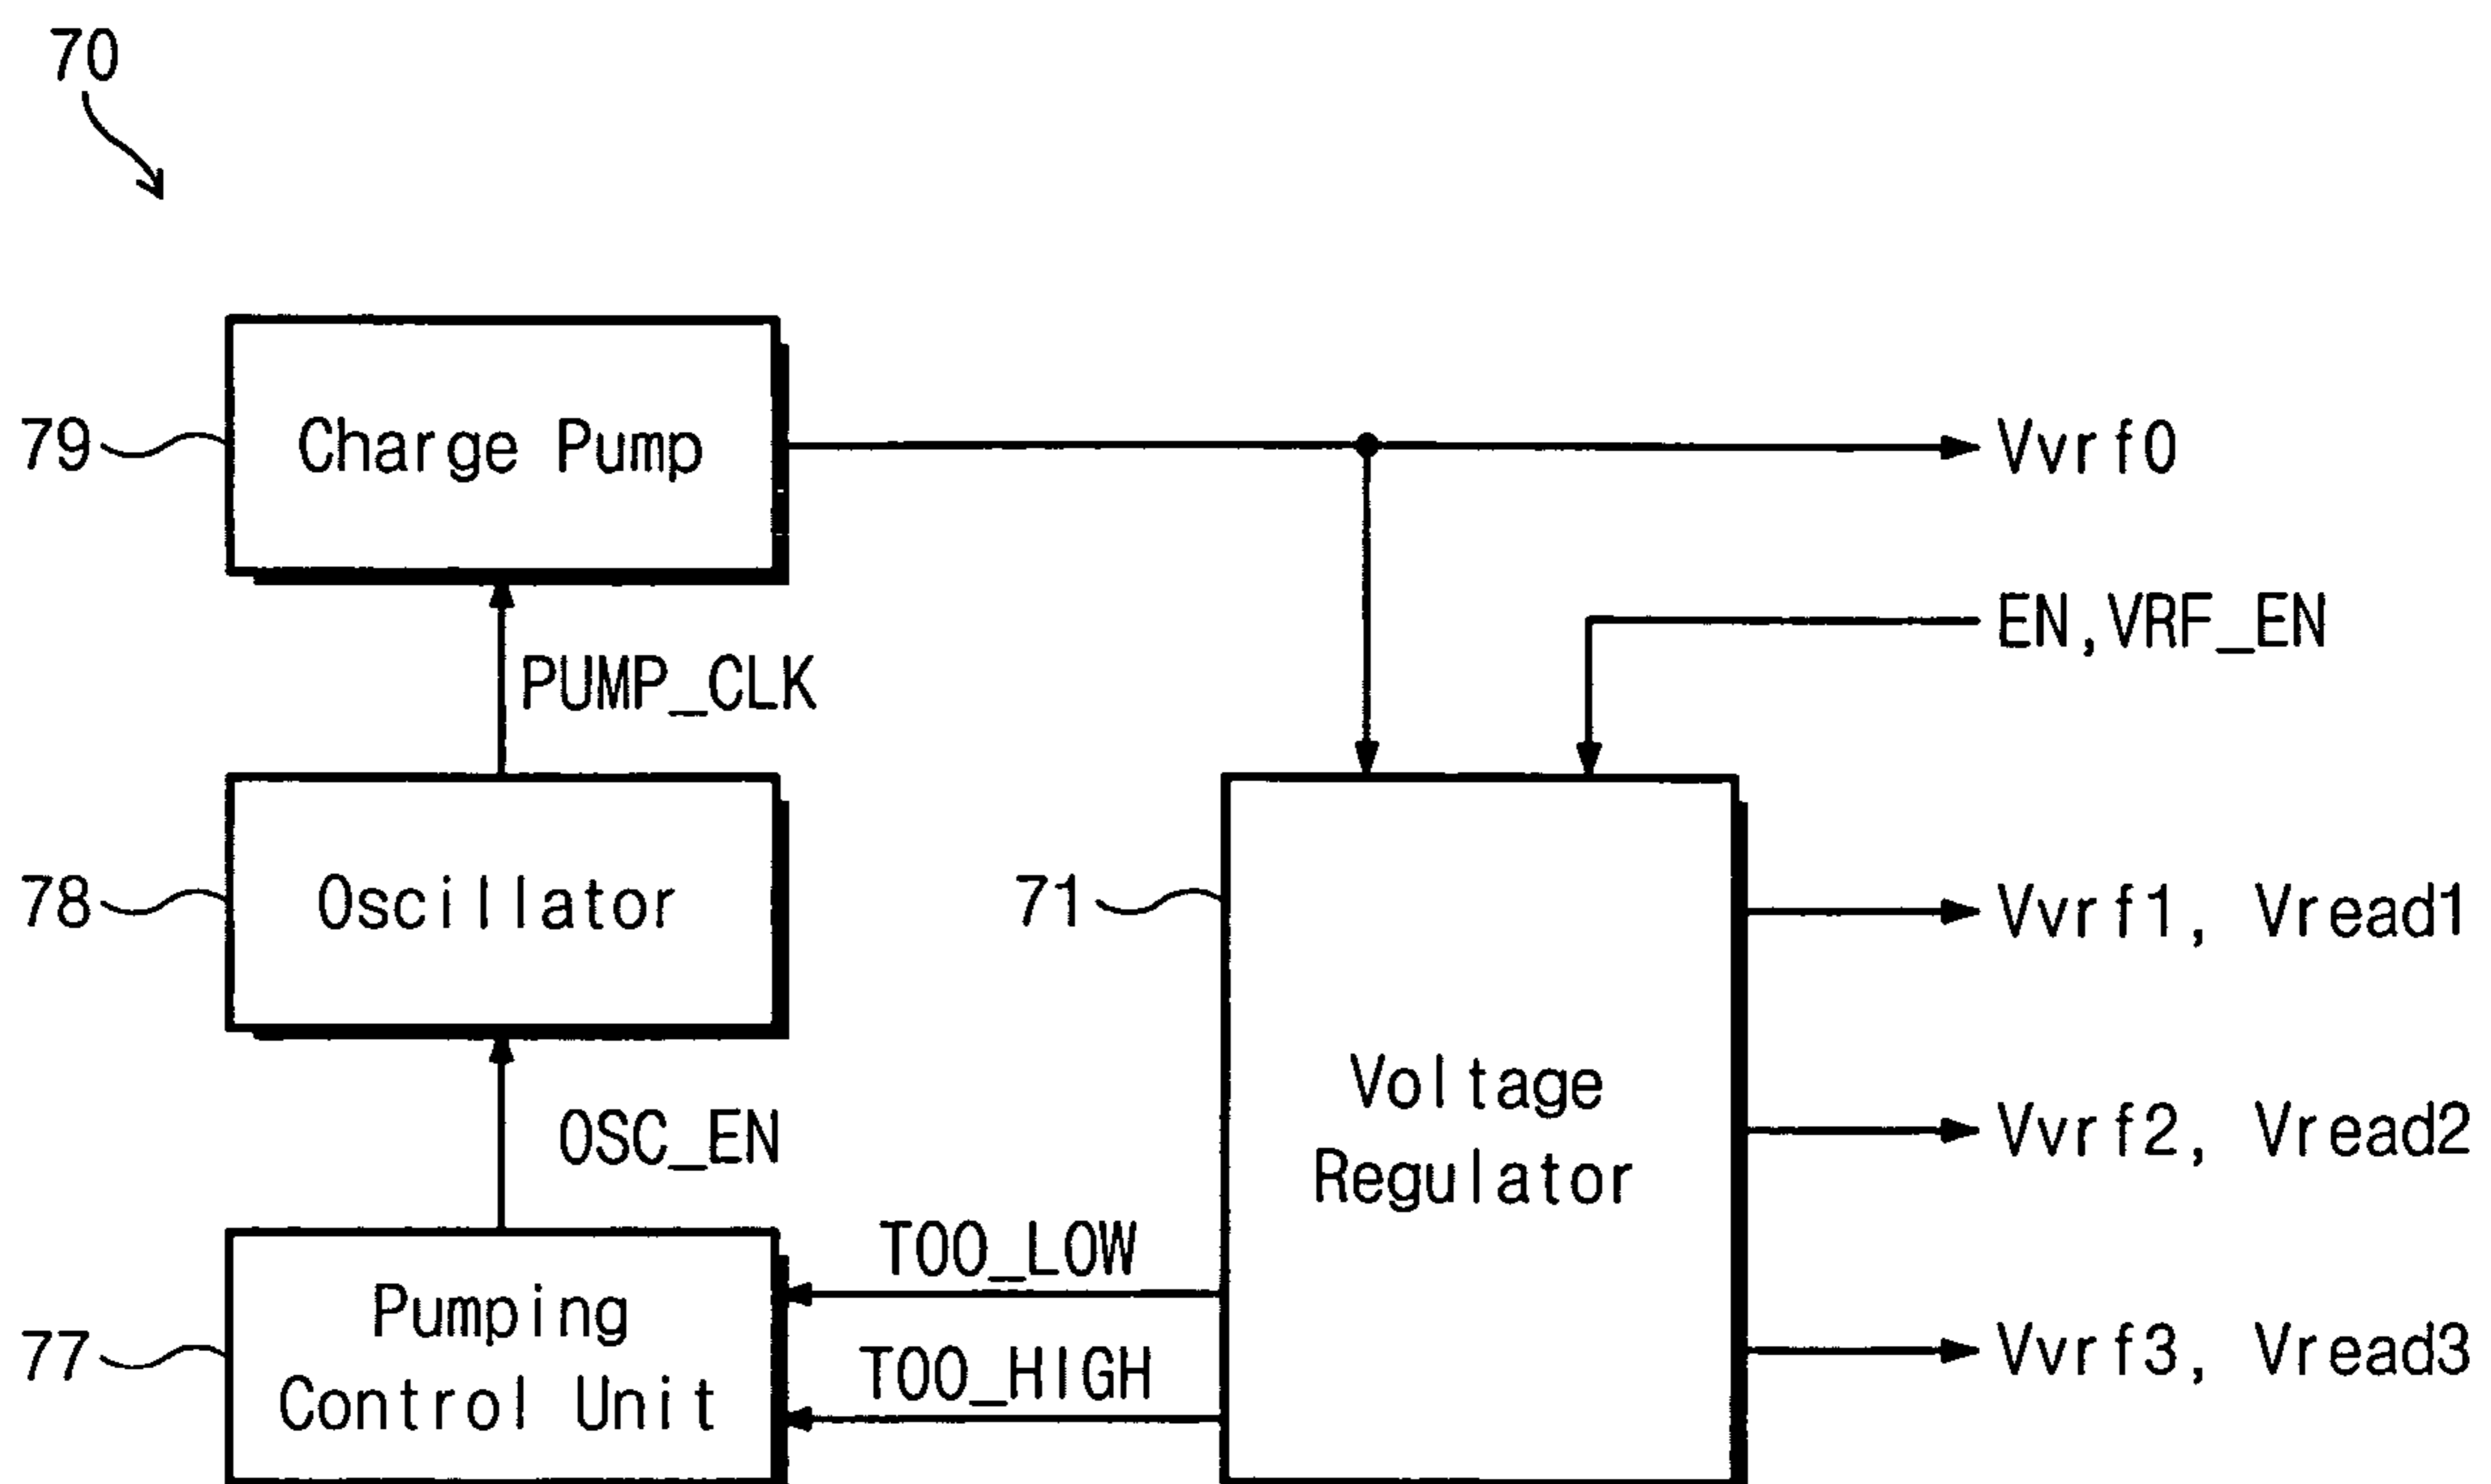 70
79
Charge Pump
Vvrf0
EN,VRF_EN
PUMP_CLK
78
Oscillator
71
Vvrf1, Vread1
Voltage
Regulator
OSC_EN
Vvrf2, Vread2
TOO_LOW
77
Pumping
Control Unit
TOO_HIGH
Vvrf3, Vread3